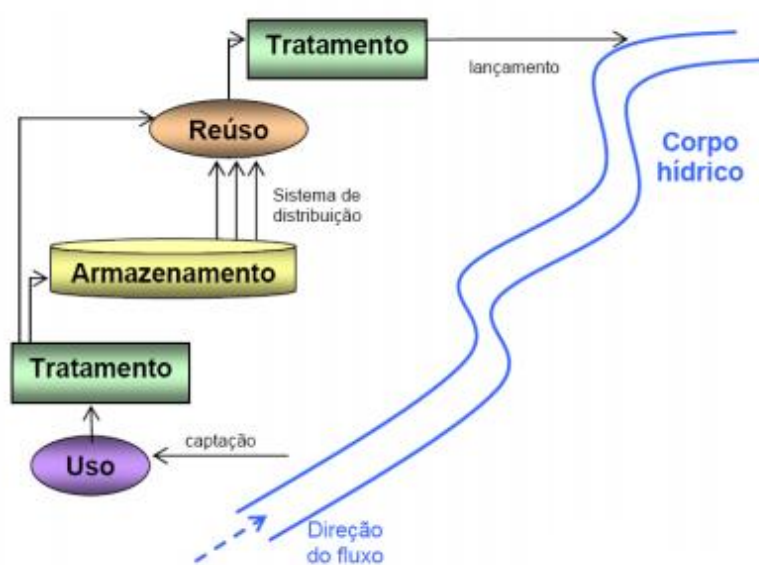 Tratamento
lançamento
Reúso
Corpo
hídrico
Sistema de
distribuição
Armazenamento
Tratamento
captação
Uso
Direção
do fluxo